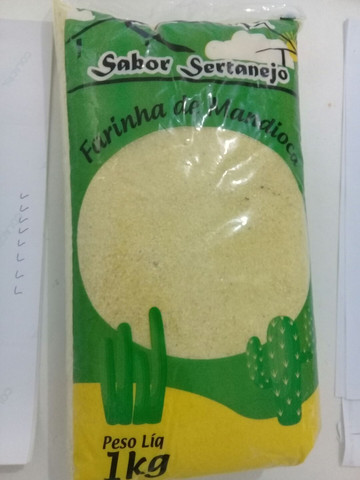 Sabor Sertanejo
Farinha de Mandioca
Peso Líq
1kg